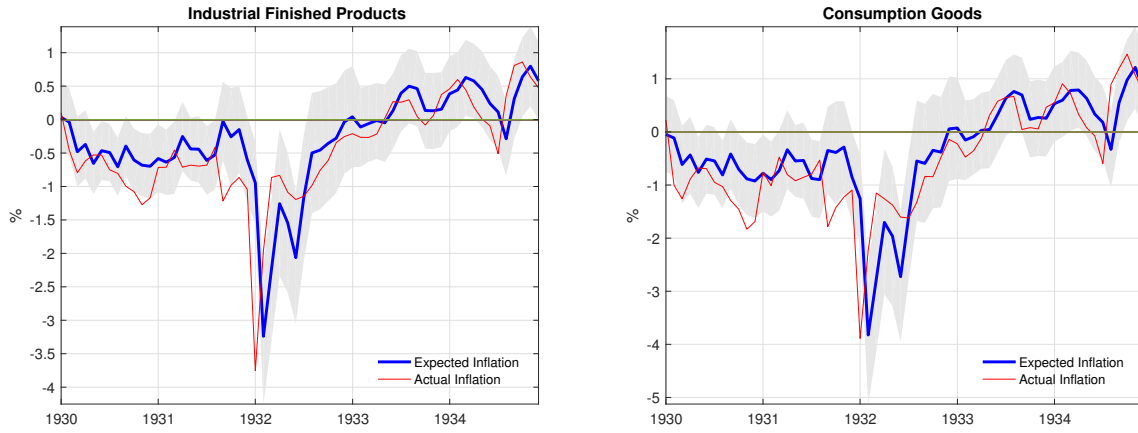 Industrial Finished Products
1
0.5
0
-0.5
-1
-1.5
-2
-2.5
-3
-3.5
-4
%
Expected Inflation
Actual Inflation
1930 1931 1932 1933 1934
Consumption Goods
1
0
-1
-2
-3
-4
-5
%
Expected Inflation
Actual Inflation
1930 1931 1932 1933 1934